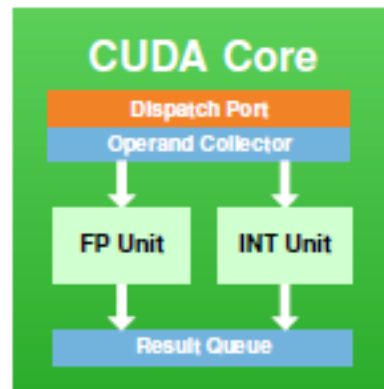 CUDA Core
Dispatch Port
Operand Collector
FP Unit
INT Unit
Result Queue